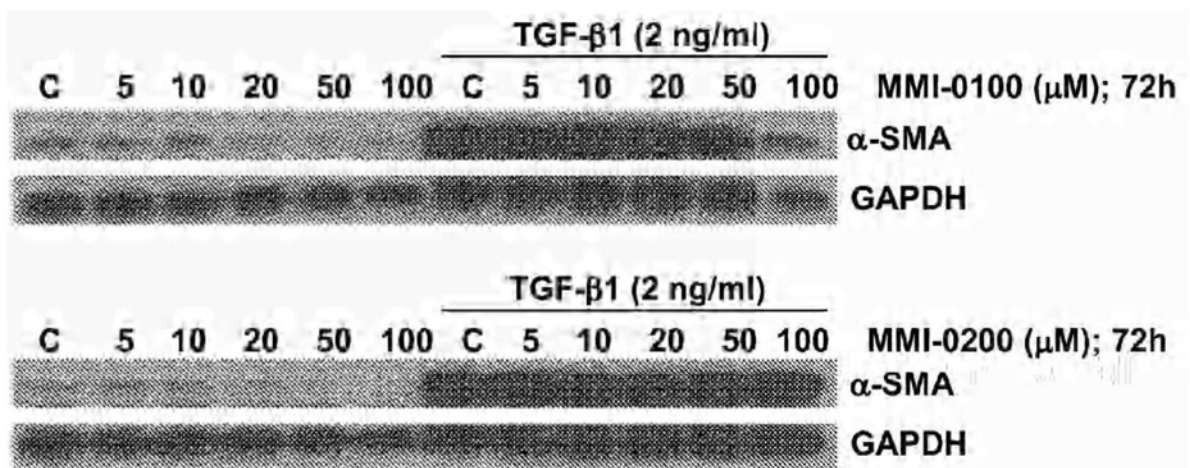 TGF-β1 (2 ng/ml)
C 5 10 20 50 100 C 5 10 20 50 100 MMI-0100 (μM); 72h
α-SMA
GAPDH
TGF-β1 (2 ng/ml)
C 5 10 20 50 100 C 5 10 20 50 100 MMI-0200 (μM); 72h
α-SMA
GAPDH